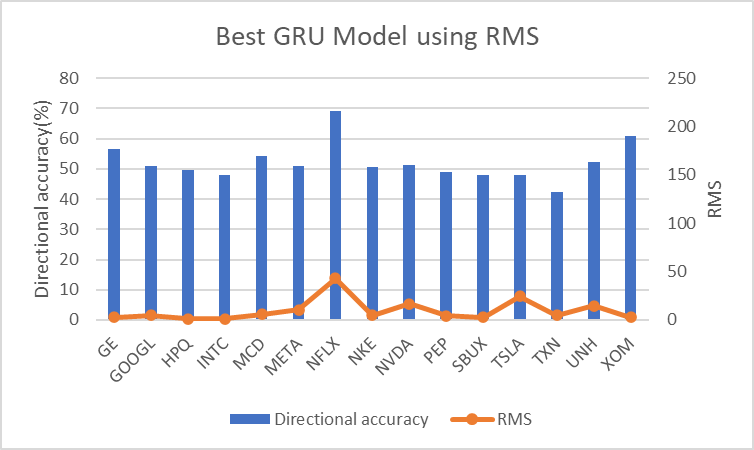 Best GRU Model using RMS
Directional accuracy(%)
80
70
60
50
40
30
20
10
0
250
200
150
100
50
0
RMS
GE
GOOGL
HPQ
INTC
MCD
META
NFLX
NKE
NVDA
PEP
SBUX
TSLA
TXN
UNH
XOM
Directional accuracy RMS